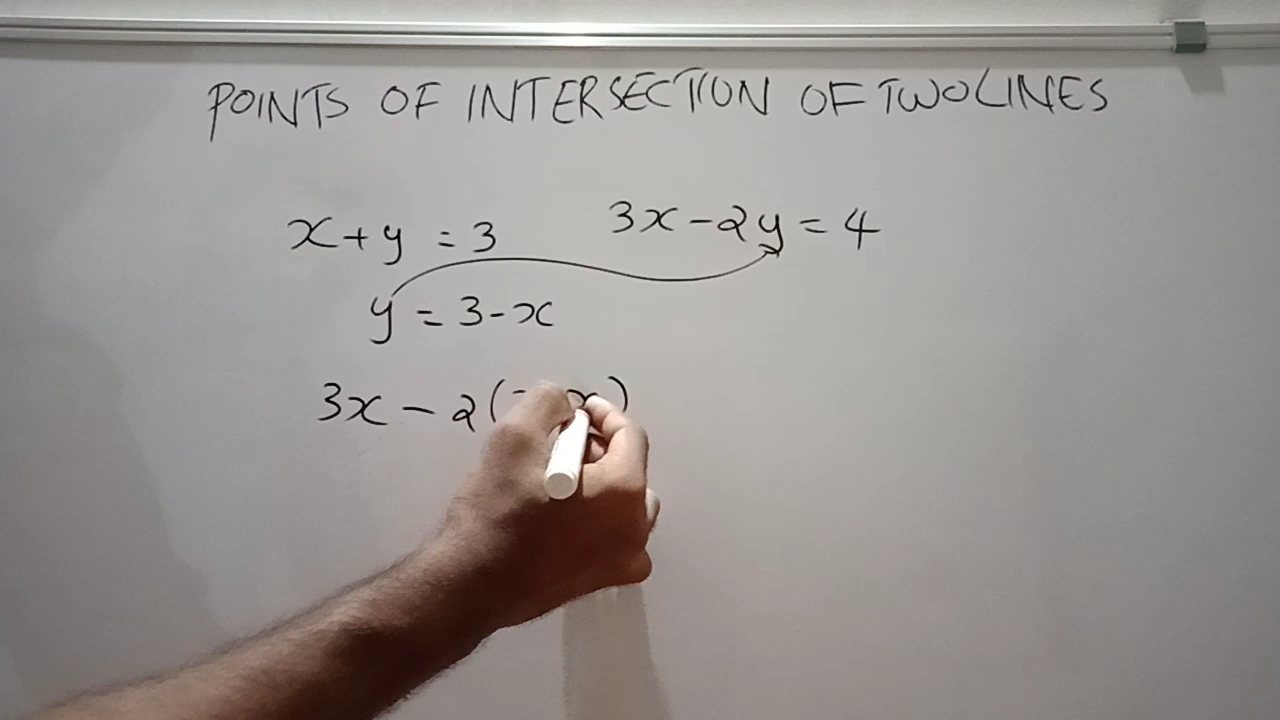 POINTS OF INTERSECTION OF TWO LINES
x+y = 3 3x-2y = 4
y = 3-x
3x - 2( x)